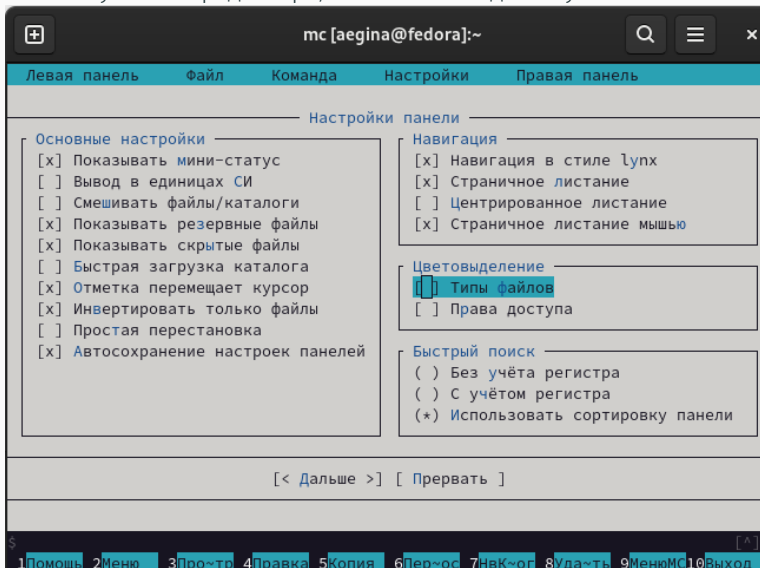 mc [aegina@fedora]:~
Левая панель Файл Команда Настройки Правая панель
Настройки панели
Основные настройки
[x] Показывать мини-статус
[ ] Вывод в единицах СИ
[ ] Смешивать файлы/каталоги
[x] Показывать резервные файлы
[x] Показывать скрытые файлы
[ ] Быстрая загрузка каталога
[x] Отметка перемещает курсор
[x] Инвертировать только файлы
[ ] Простая перестановка
[x] Автосохранение настроек панелей
Навигация
[x] Навигация в стиле lynx
[x] Страничное листание
[ ] Центрированное листание
[x] Страничное листание мышью
Цветовыделение
[ ] Типы файлов
[ ] Права доступа
Быстрый поиск
( ) Без учёта регистра
( ) С учётом регистра
(*) Использовать сортировку панели
[< Дальше >] [ Прервать ]
$ [^]
1Помощь 2Меню 3Про~тр 4Правка 5Копия 6Пер~ос 7НвК~ог 8Уда~ть 9МенюMC 10Выход